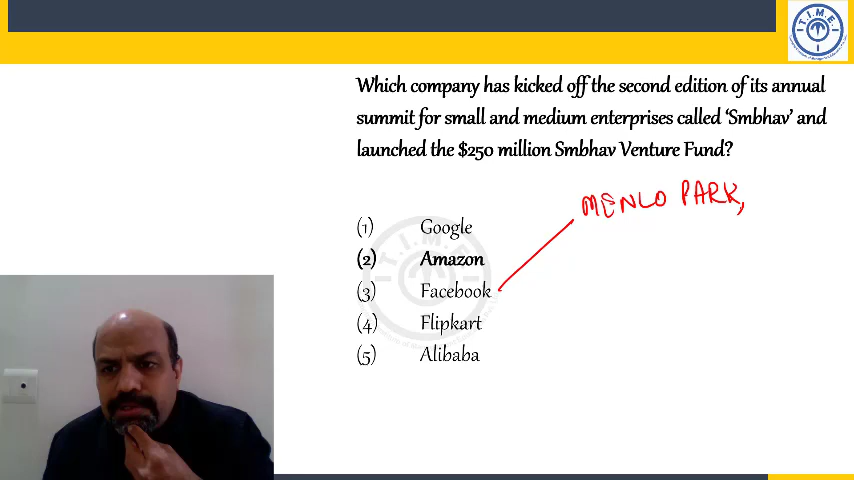 T.I.M.E.
Which company has kicked off the second edition of its annual
summit for small and medium enterprises called ‘Smbhav’ and
launched the $250 million Smbhav Venture Fund?
MENLO PARK,
(1) Google
(2) Amazon
(3) Facebook
(4) Flipkart
(5) Alibaba